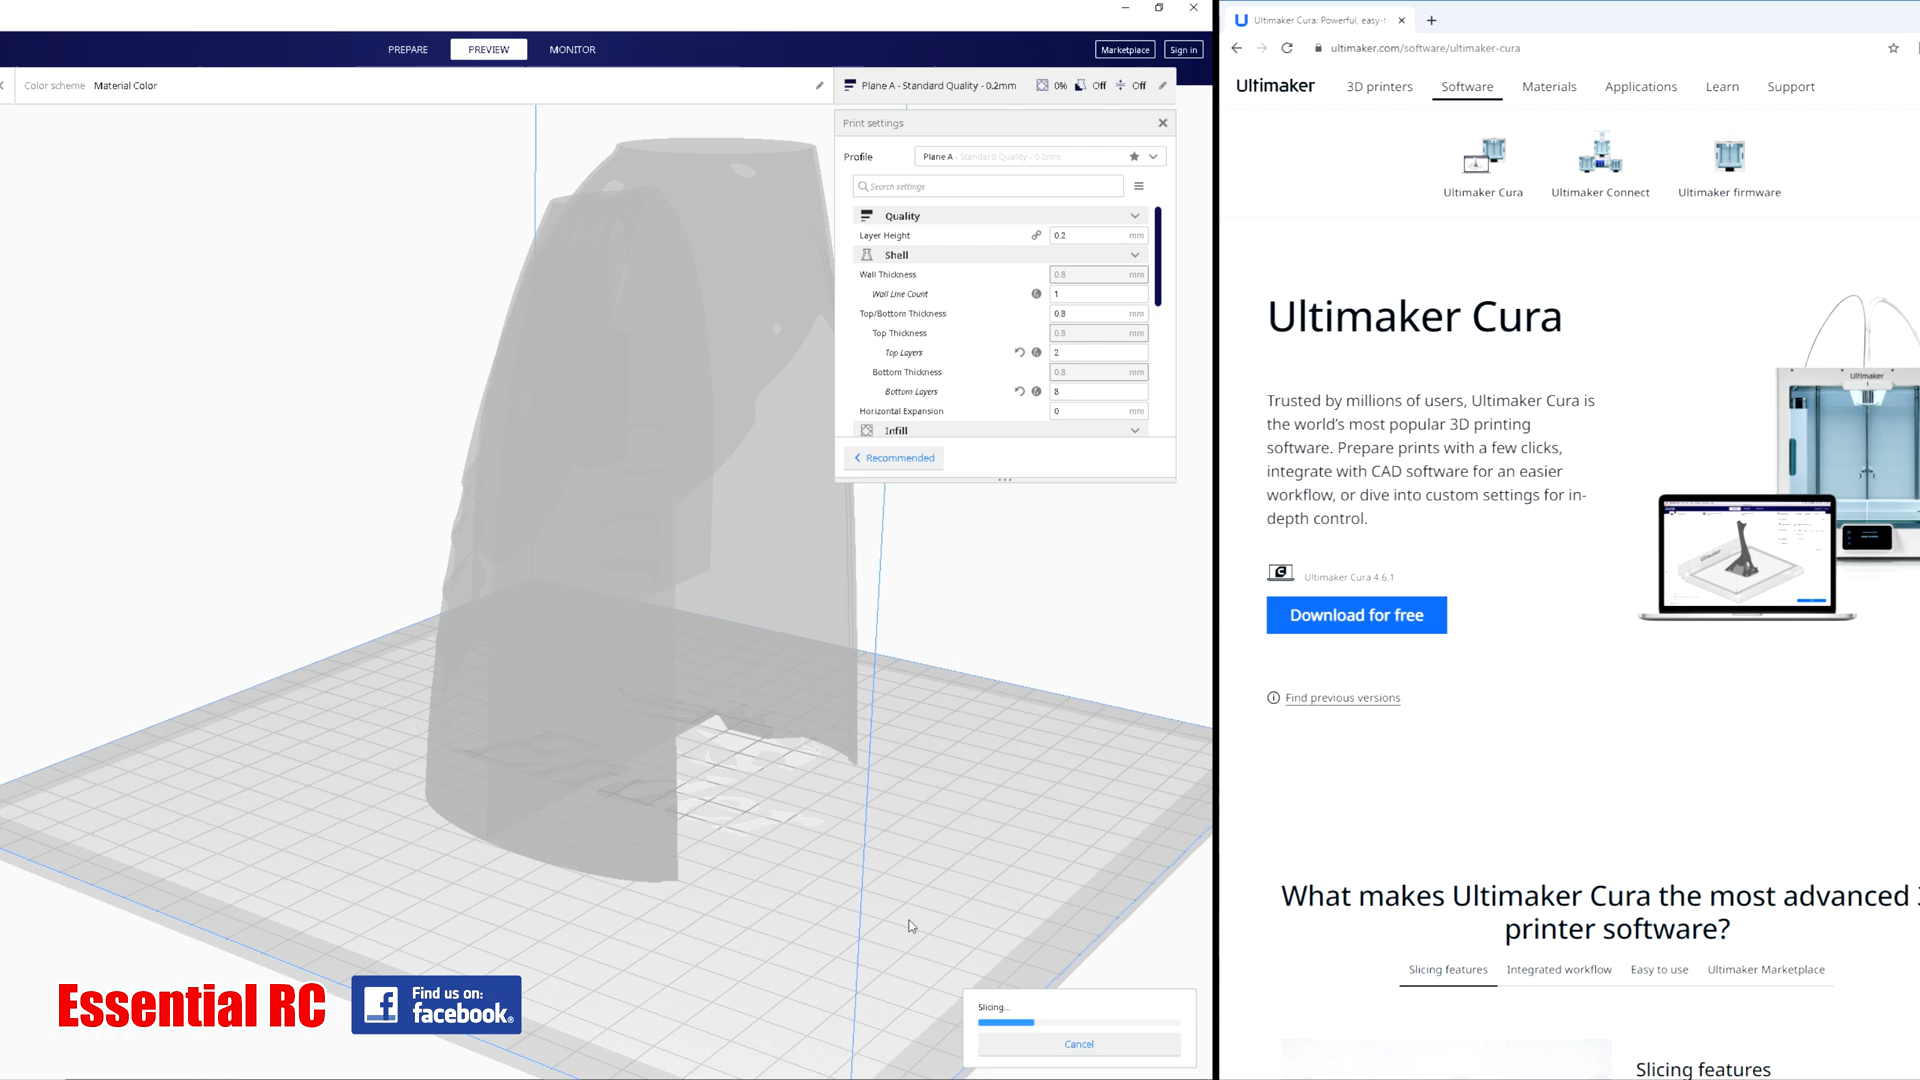 PREPARE
PREVIEW
MONITOR
Marketplace
Sign in
Color scheme Material Color
Plane A - Standard Quality - 0.2mm
0%
Off
Off
Print settings
Profile
Plane A - Standard Quality - 0.2mm
Search settings
Quality
Layer Height
0.2
mm
Shell
Wall Thickness
0.8
mm
Wall Line Count
1
Top/Bottom Thickness
0.8
mm
Top Thickness
0.8
mm
Top Layers
2
Bottom Thickness
0.8
mm
Bottom Layers
8
Horizontal Expansion
0
mm
Infill
Recommended
Slicing...
Cancel
Essential RC
Find us on:
facebook®
Ultimaker Cura: Powerful, easy-t
ultimaker.com/software/ultimaker-cura
Ultimaker
3D printers
Software
Materials
Applications
Learn
Support
Ultimaker Cura
Ultimaker Connect
Ultimaker firmware
Ultimaker Cura
Trusted by millions of users, Ultimaker Cura is
the world's most popular 3D printing
software. Prepare prints with a few clicks,
integrate with CAD software for an easier
workflow, or dive into custom settings for in-
depth control.
Ultimaker
Ultimaker Cura 4.6.1
Download for free
Find previous versions
What makes Ultimaker Cura the most advanced
printer software?
Slicing features
Integrated workflow
Easy to use
Ultimaker Marketplace
Slicing features